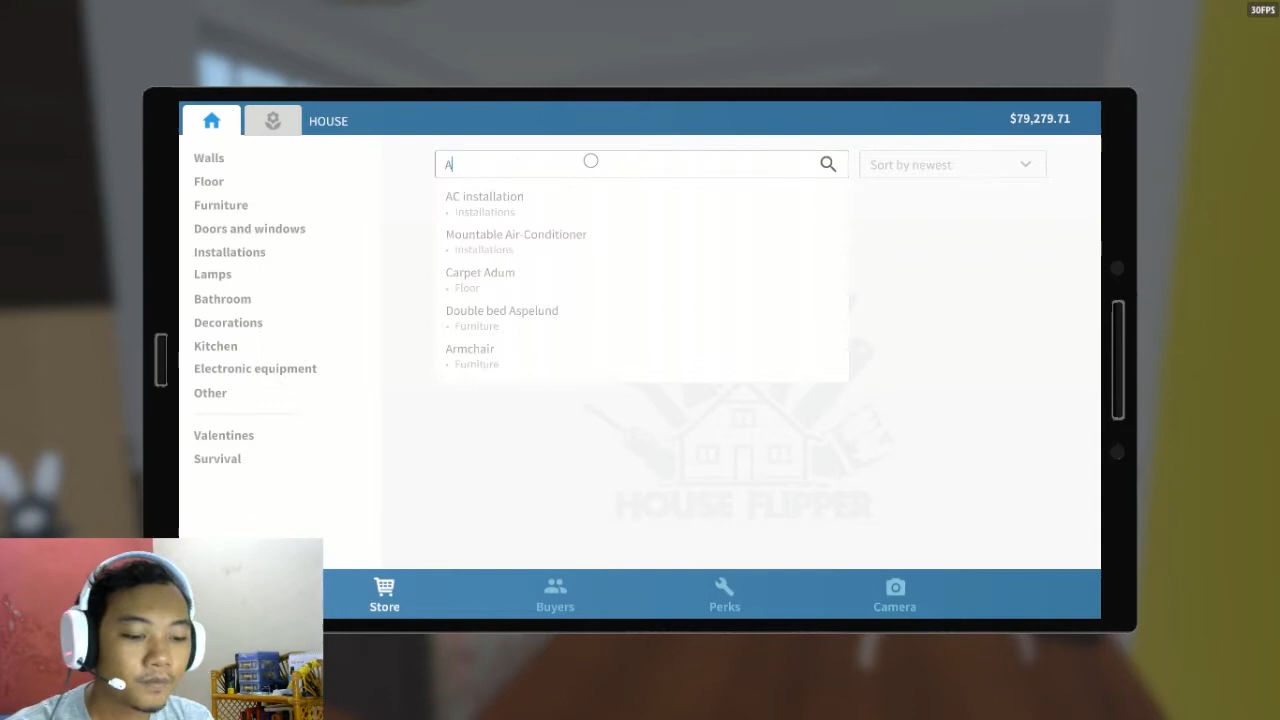 30FPS
HOUSE
$79,279.71
Walls
Floor
Furniture
Doors and windows
Installations
Lamps
Bathroom
Decorations
Kitchen
Electronic equipment
Other
Valentines
Survival
A
Sort by newest
AC installation
- Installations
Mountable Air-Conditioner
- Installations
Carpet Adum
- Floor
Double bed Aspelund
- Furniture
Armchair
- Furniture
HOUSE FLIPPER
Store
Buyers
Perks
Camera